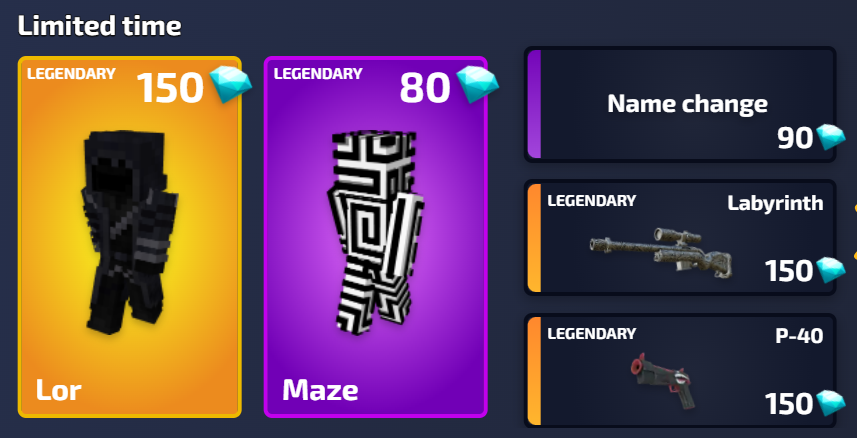 Limited time
LEGENDARY 150
Lor
LEGENDARY 80
Maze
Name change
90
LEGENDARY Labyrinth
150
LEGENDARY P-40
150